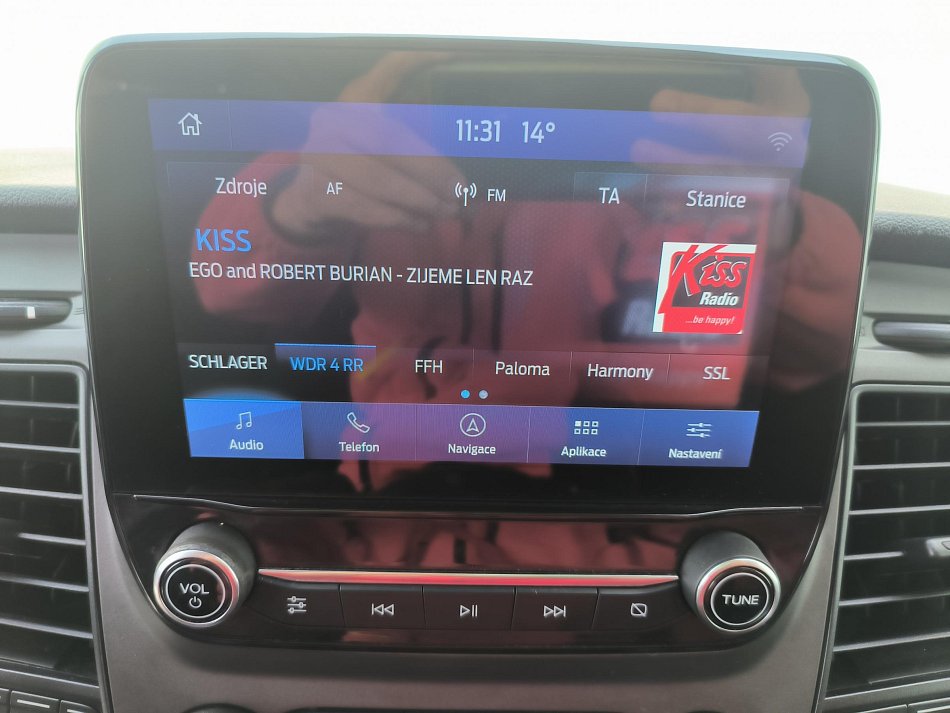 11:31 14°
Zdroje AF FM TA Stanice
KISS
EGO and ROBERT BURIAN - ZIJEME LEN RAZ
Kiss
Radio
...be happy!
SCHLAGER WDR 4 RR FFH Paloma Harmony SSL
Audio Telefon Navigace Aplikace Nastavení
VOL TUNE